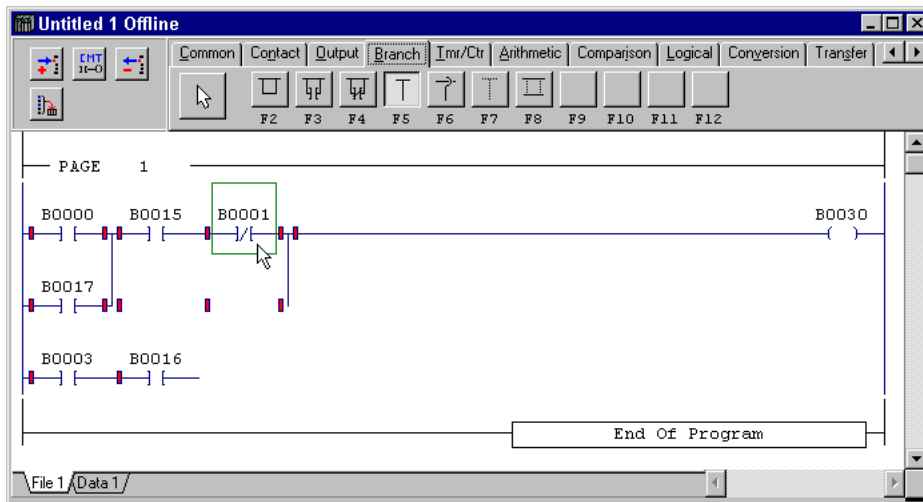 Untitled 1 Offline
Common Contact Output Branch Tmr/Ctr Arithmetic Comparison Logical Conversion Transfer
CMT
F2 F3 F4 F5 F6 F7 F8 F9 F10 F11 F12
PAGE 1
B0000 B0015 B0001 B0030
B0017
B0003 B0016
End Of Program
File 1 Data 1